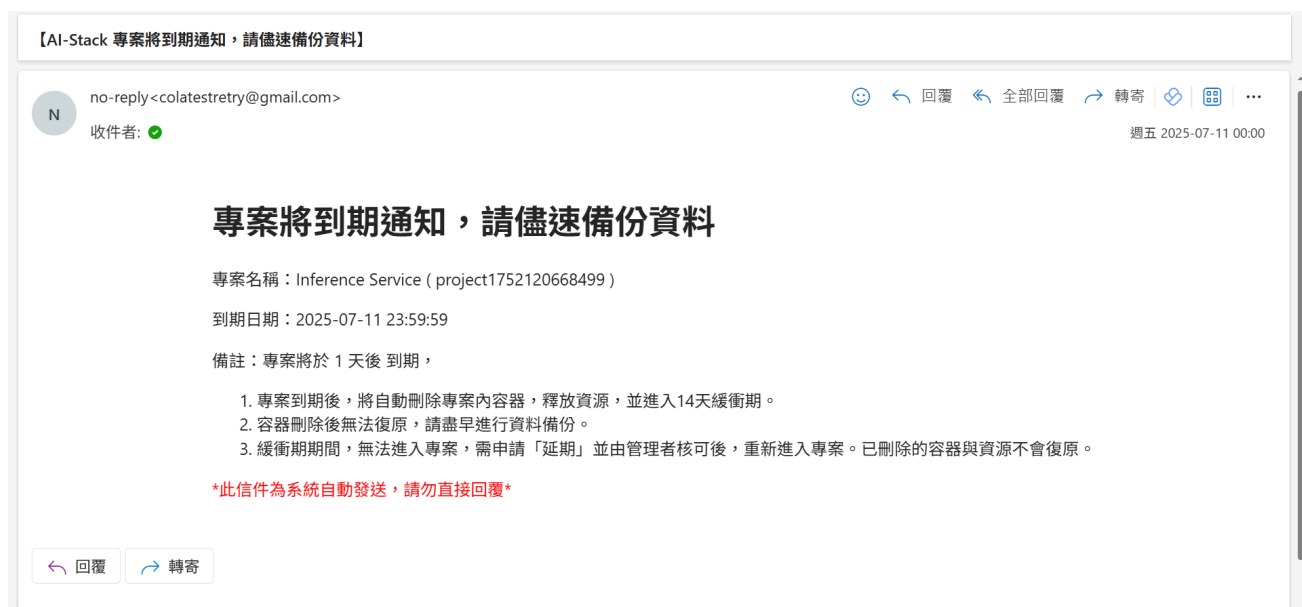 【AI-Stack 專案將到期通知，請儘速備份資料】
no-reply<colatestretry@gmail.com>
回覆 全部回覆 轉寄
N
收件者:
週五 2025-07-11 00:00
專案將到期通知，請儘速備份資料
專案名稱：Inference Service ( project1752120668499 )
到期日期：2025-07-11 23:59:59
備註：專案將於 1 天後 到期，
1. 專案到期後，將自動刪除專案內容器，釋放資源，並進入14天緩衝期。
2. 容器刪除後無法復原，請盡早進行資料備份。
3. 緩衝期期間，無法進入專案，需申請「延期」並由管理者核可後，重新進入專案。已刪除的容器與資源不會復原。
*此信件為系統自動發送，請勿直接回覆*
回覆 轉寄